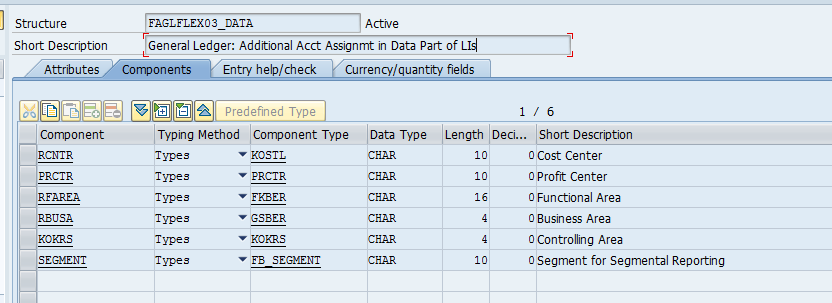 Structure FAGLFLEX03_DATA Active
Short Description General Ledger: Additional Acct Assignmt in Data Part of LIs
Attributes Components Entry help/check Currency/quantity fields
Predefined Type 1 / 6
Component Typing Method Component Type Data Type Length Deci... Short Description
RCNTR Types KOSTL CHAR 10 0 Cost Center
PRCTR Types PRCTR CHAR 10 0 Profit Center
RFAREA Types FKBER CHAR 16 0 Functional Area
RBUSA Types GSBER CHAR 4 0 Business Area
KOKRS Types KOKRS CHAR 4 0 Controlling Area
SEGMENT Types FB_SEGMENT CHAR 10 0 Segment for Segmental Reporting